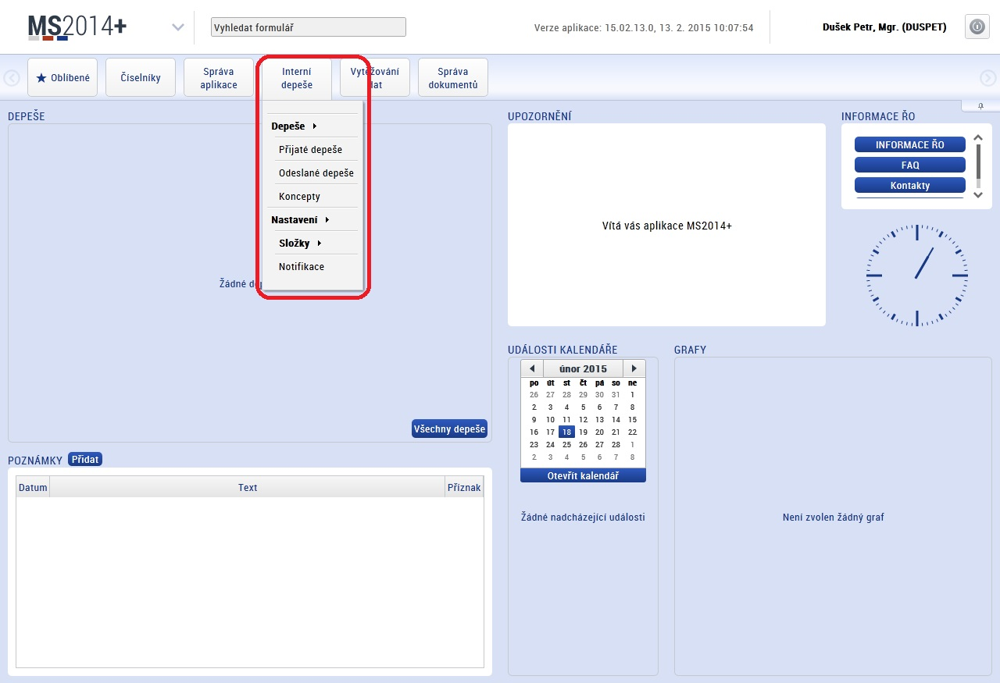 MS2014+
Vyhledat formulář
Verze aplikace: 15.02.13.0, 13. 2. 2015 10:07:54
Dušek Petr, Mgr. (DUSPET)
★ Oblíbené
Číselníky
Správa
aplikace
Interní
depeše
Vytěžování
dat
Správa
dokumentů
Depeše
Přijaté depeše
Odeslané depeše
Koncepty
Nastavení
Složky
Notifikace
DEPEŠE
Žádné de
Všechny depeše
POZNÁMKY Přidat
Datum Text Příznak
UPOZORNĚNÍ
Vítá vás aplikace MS2014+
INFORMACE ŘO
INFORMACE ŘO
FAQ
Kontakty
UDÁLOSTI KALENDÁŘE
únor 2015
po út st čt pá so ne
26 27 28 29 30 31 1
2 3 4 5 6 7 8
9 10 11 12 13 14 15
16 17 18 19 20 21 22
23 24 25 26 27 28 1
2 3 4 5 6 7 8
Otevřít kalendář
Žádné nadcházející události
GRAFY
Není zvolen žádný graf